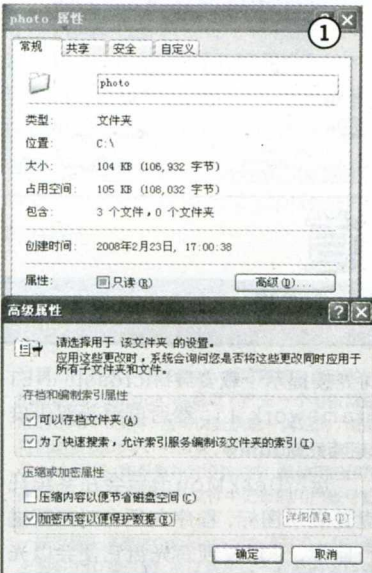 photo 属性
①
常规 共享 安全 自定义
photo
类型: 文件夹
位置: C:\
大小: 104 KB (106,932 字节)
占用空间: 105 KB (108,032 字节)
包含: 3 个文件,0 个文件夹
创建时间: 2008年2月23日, 17:00:38
属性: 只读(R) 高级(D)...
高级属性
请选择用于 该文件夹 的设置。
应用这些更改时,系统会询问您是否将这些更改同时应用于
所有子文件夹和文件。
存档和编制索引属性
可以存档文件夹(A)
为了快速搜索,允许索引服务编制该文件夹的索引(I)
压缩或加密属性
压缩内容以便节省磁盘空间(C)
加密内容以便保护数据(E) 详细信息(D)
确定 取消